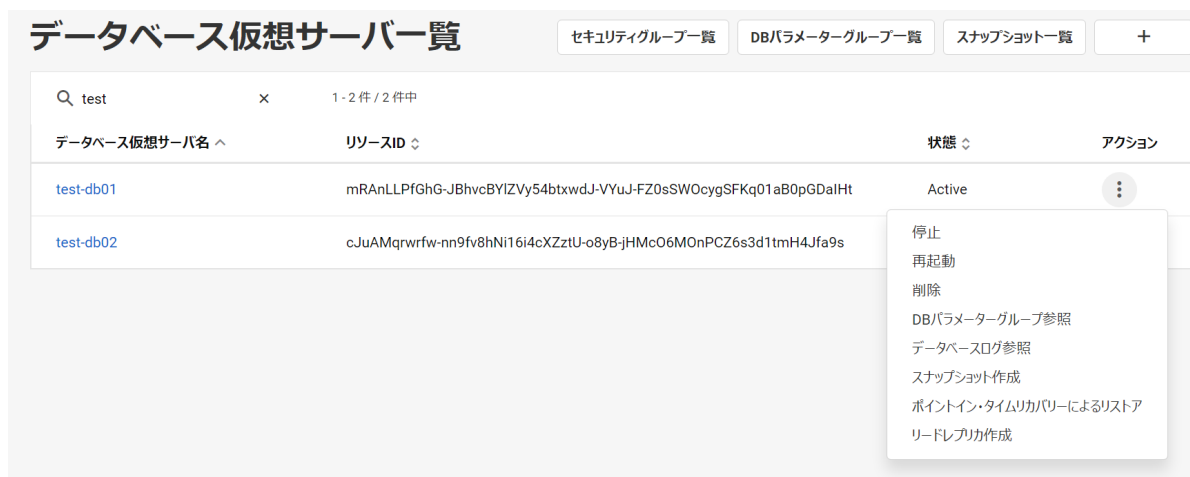 データベース仮想サーバ一覧
セキュリティグループ一覧 DBパラメーターグループ一覧 スナップショット一覧 +
test × 1 - 2 件 / 2 件中
データベース仮想サーバ名 リソースID 状態 アクション
test-db01 mRAnLLPfGhG-JBhvcBYlZVy54btxwdJ-VYuJ-FZ0sSWOcygSFKq01aB0pGDaIHt Active
test-db02 cJuAMqrwrfw-nn9fv8hNi16i4cXZztU-o8yB-jHMcO6MOnPCZ6s3d1tmH4Jfa9s
停止
再起動
削除
DBパラメーターグループ参照
データベースログ参照
スナップショット作成
ポイントイン・タイムリカバリーによるリストア
リードレプリカ作成